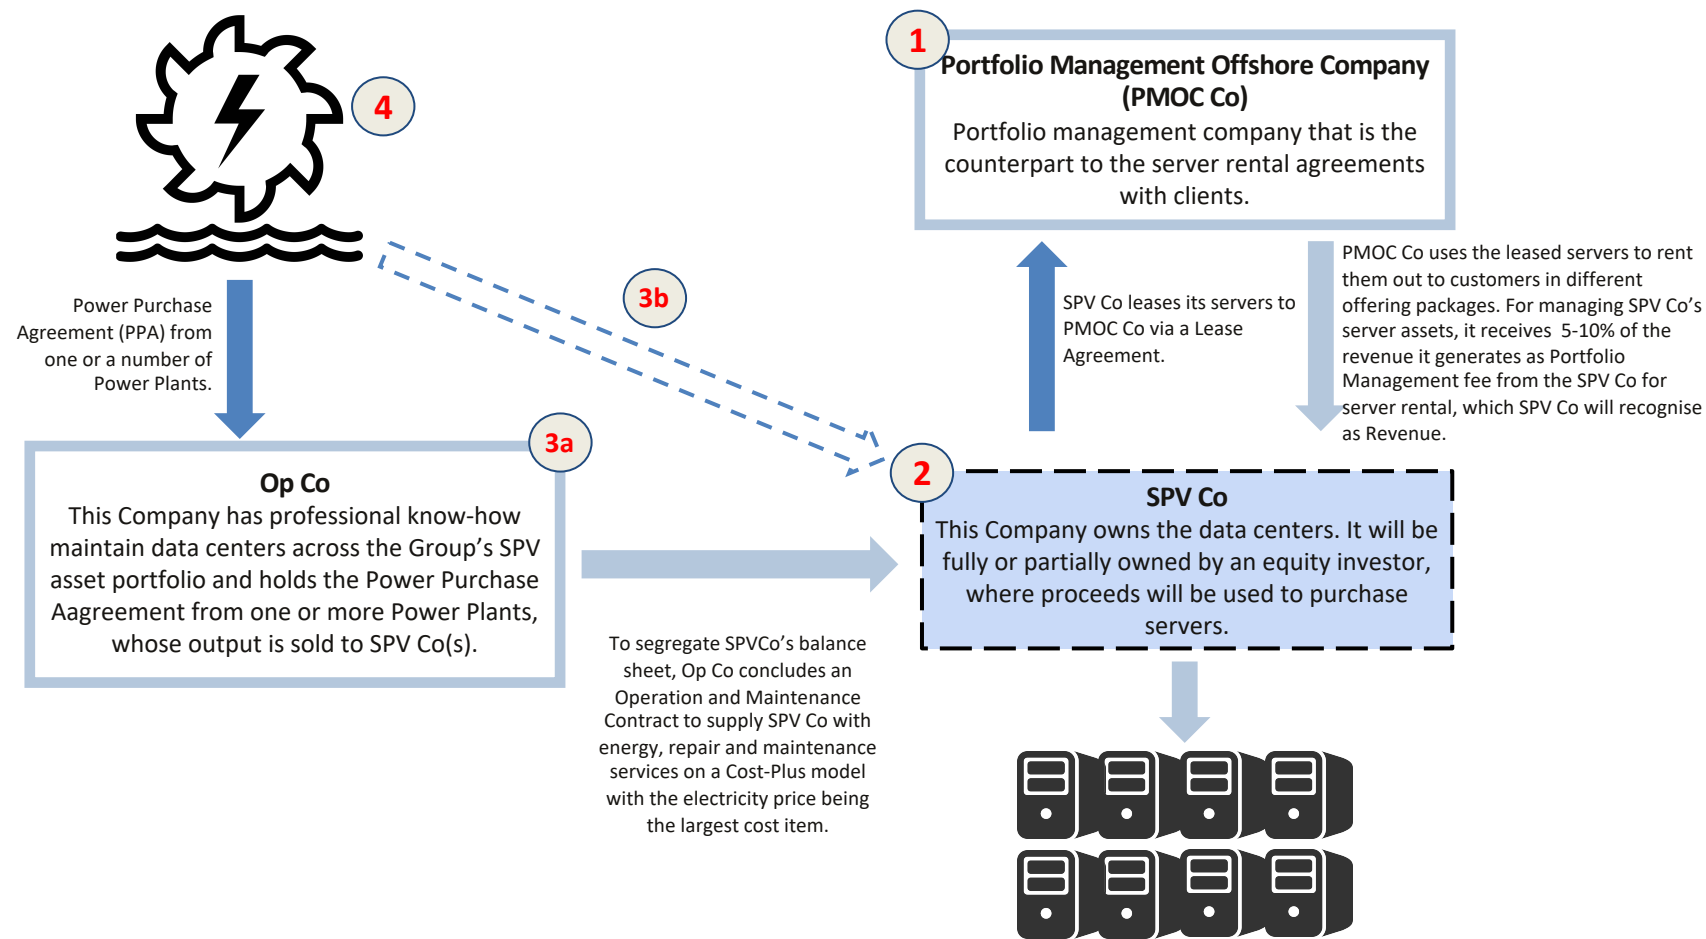 1
Portfolio Management Offshore Company
(PMOC Co)
Portfolio management company that is the
counterpart to the server rental agreements
with clients.
4
3b
Power Purchase
Agreement (PPA) from
one or a number of
Power Plants.
SPV Co leases its servers to
PMOC Co via a Lease
Agreement.
PMOC Co uses the leased servers to rent
them out to customers in different
offering packages. For managing SPV Co’s
server assets, it receives 5-10% of the
revenue it generates as Portfolio
Management fee from the SPV Co for
server rental, which SPV Co will recognise
as Revenue.
3a
Op Co
This Company has professional know-how
maintain data centers across the Group’s SPV
asset portfolio and holds the Power Purchase
Aagreement from one or more Power Plants,
whose output is sold to SPV Co(s).
2
SPV Co
This Company owns the data centers. It will be
fully or partially owned by an equity investor,
where proceeds will be used to purchase
servers.
To segregate SPVCo’s balance
sheet, Op Co concludes an
Operation and Maintenance
Contract to supply SPV Co with
energy, repair and maintenance
services on a Cost-Plus model
with the electricity price being
the largest cost item.